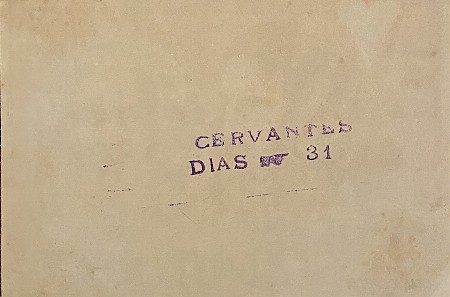 CERVANTES
DIAS ☛ 31